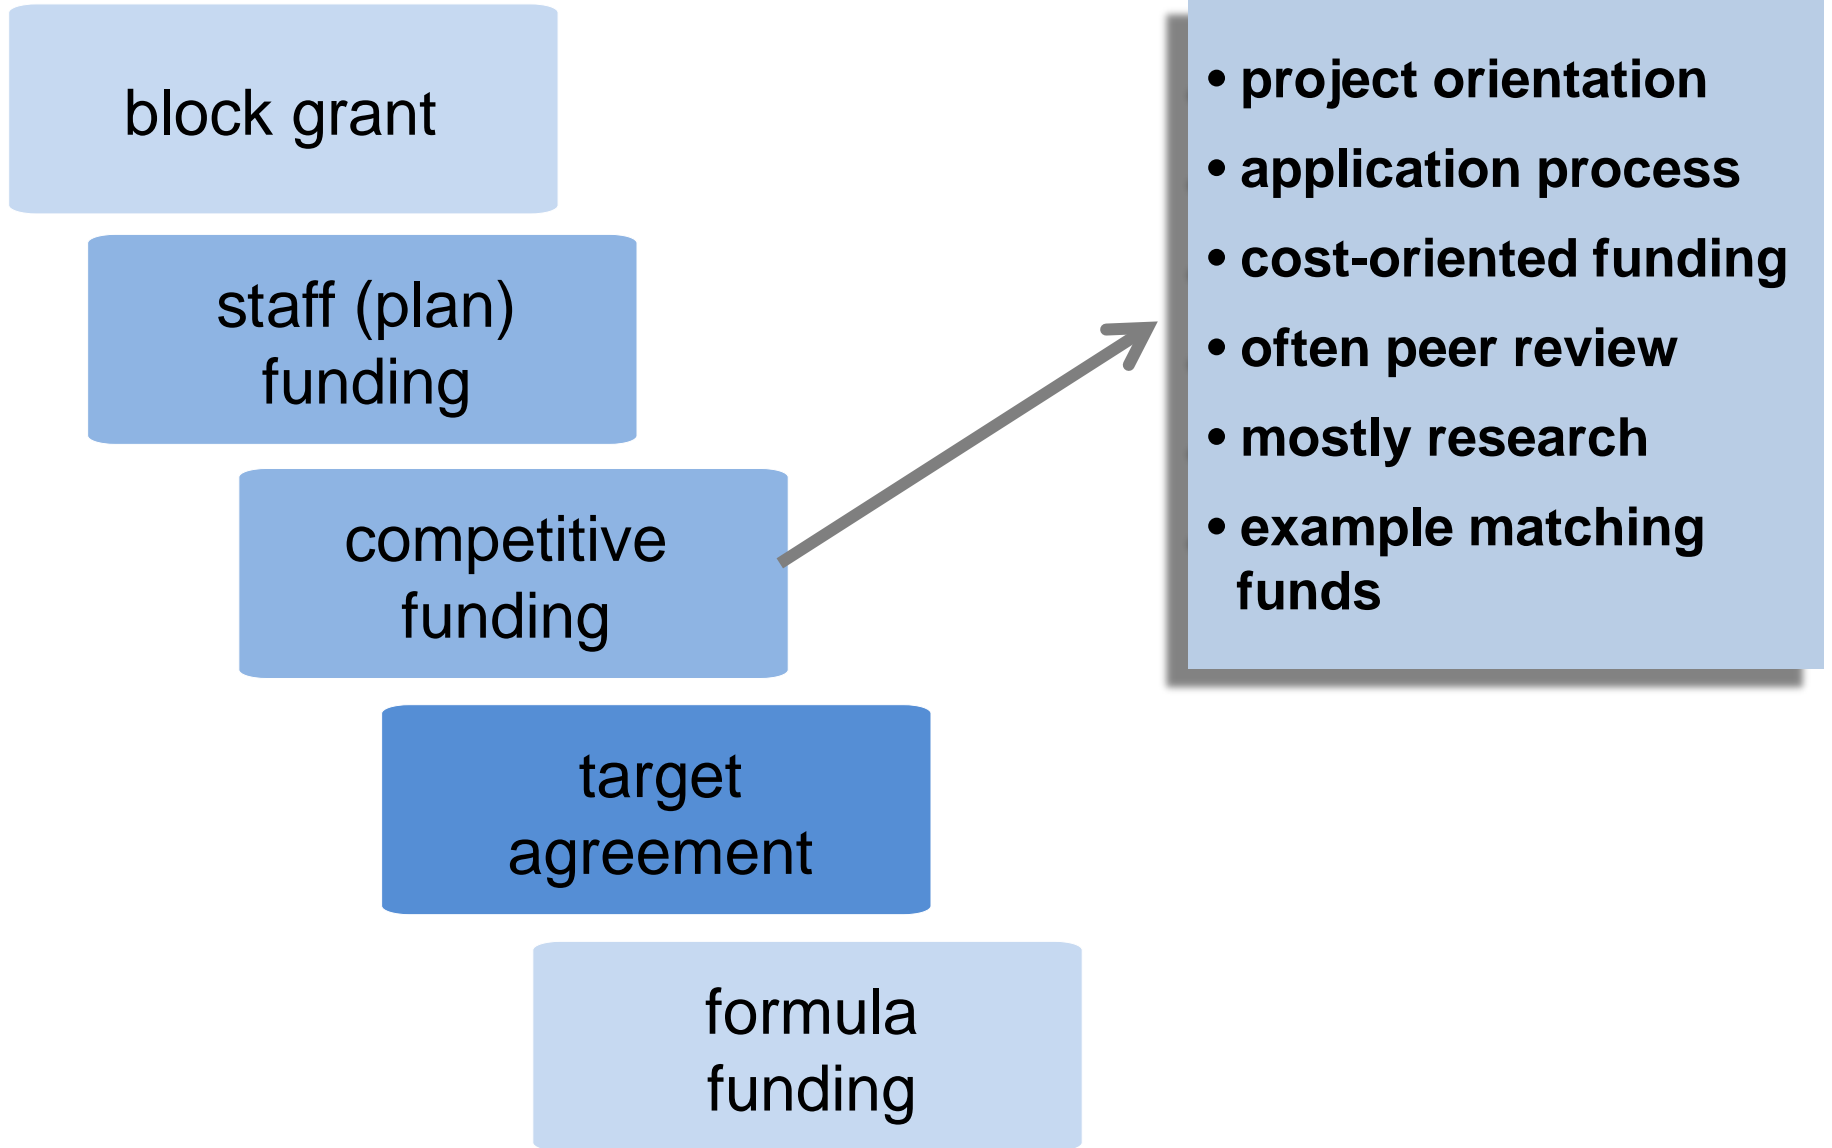 block grant
staff (plan)
funding
competitive
funding
target
agreement
formula
funding
• project orientation
• application process
• cost-oriented funding
• often peer review
• mostly research
• example matching
funds